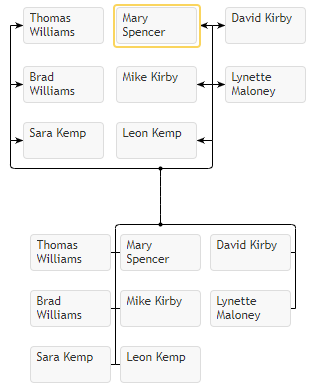 Thomas
Williams
Mary
Spencer
David Kirby
Brad
Williams
Mike Kirby
Lynette
Maloney
Sara Kemp
Leon Kemp
Thomas
Williams
Mary
Spencer
David Kirby
Brad
Williams
Mike Kirby
Lynette
Maloney
Sara Kemp
Leon Kemp